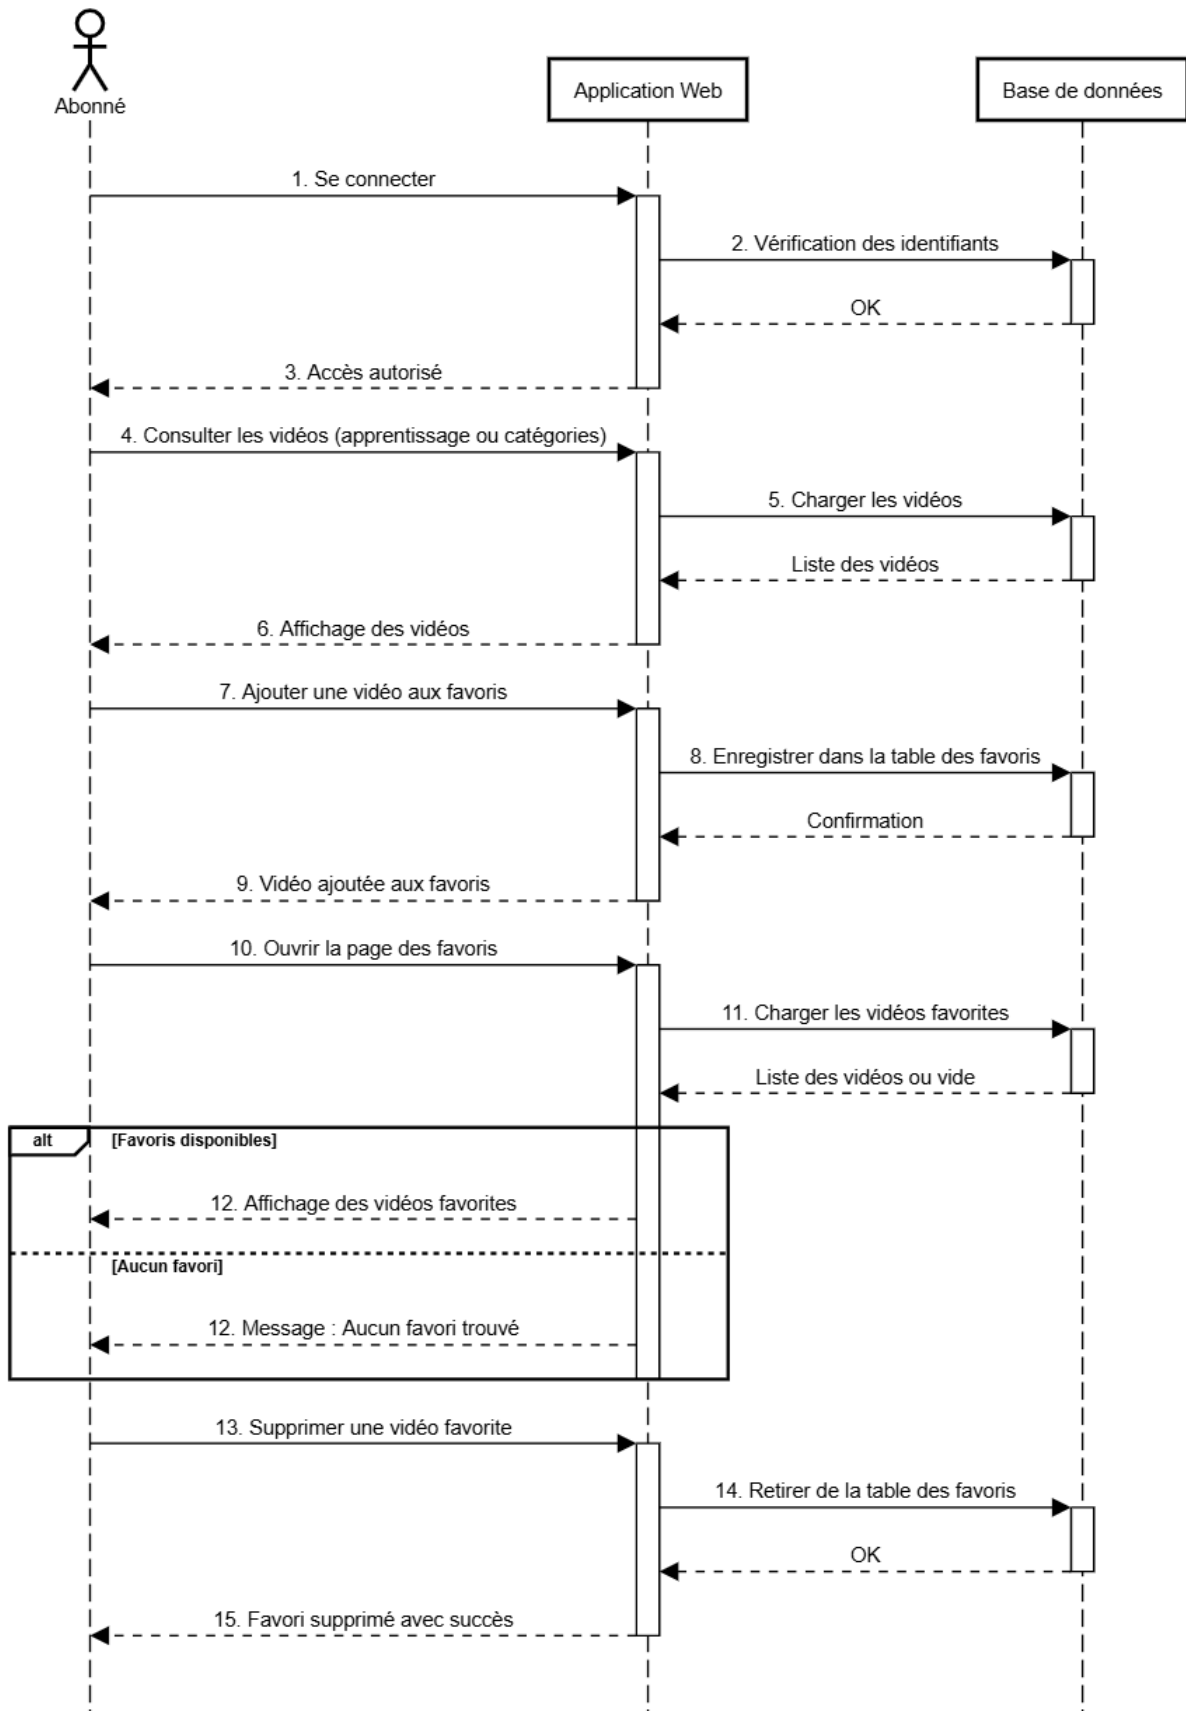 Abonné
Application Web
Base de données
1. Se connecter
2. Vérification des identifiants
OK
3. Accès autorisé
4. Consulter les vidéos (apprentissage ou catégories)
5. Charger les vidéos
Liste des vidéos
6. Affichage des vidéos
7. Ajouter une vidéo aux favoris
8. Enregistrer dans la table des favoris
Confirmation
9. Vidéo ajoutée aux favoris
10. Ouvrir la page des favoris
11. Charger les vidéos favorites
Liste des vidéos ou vide
alt
[Favoris disponibles]
12. Affichage des vidéos favorites
[Aucun favori]
12. Message : Aucun favori trouvé
13. Supprimer une vidéo favorite
14. Retirer de la table des favoris
OK
15. Favori supprimé avec succès